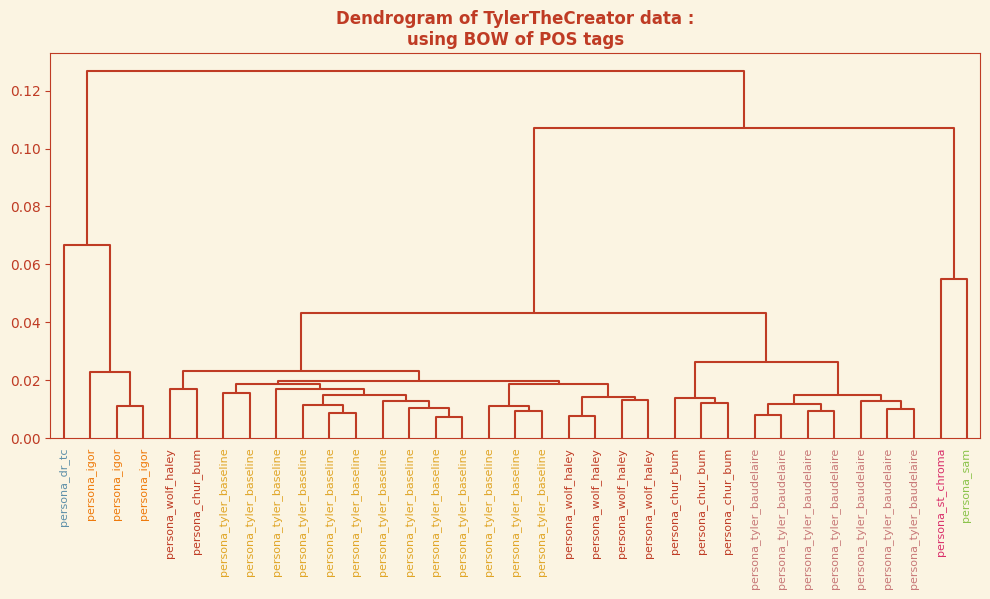 Dendrogram of TylerTheCreator data :
using BOW of POS tags
0.12
0.10
0.08
0.06
0.04
0.02
0.00
persona_dr_tc
persona_igor
persona_igor
persona_igor
persona_wolf_haley
persona_chur_bum
persona_tyler_baseline
persona_tyler_baseline
persona_tyler_baseline
persona_tyler_baseline
persona_tyler_baseline
persona_tyler_baseline
persona_tyler_baseline
persona_tyler_baseline
persona_tyler_baseline
persona_tyler_baseline
persona_tyler_baseline
persona_tyler_baseline
persona_tyler_baseline
persona_wolf_haley
persona_wolf_haley
persona_wolf_haley
persona_wolf_haley
persona_chur_bum
persona_chur_bum
persona_chur_bum
persona_tyler_baudelaire
persona_tyler_baudelaire
persona_tyler_baudelaire
persona_tyler_baudelaire
persona_tyler_baudelaire
persona_tyler_baudelaire
persona_tyler_baudelaire
persona_st_chroma
persona_sam